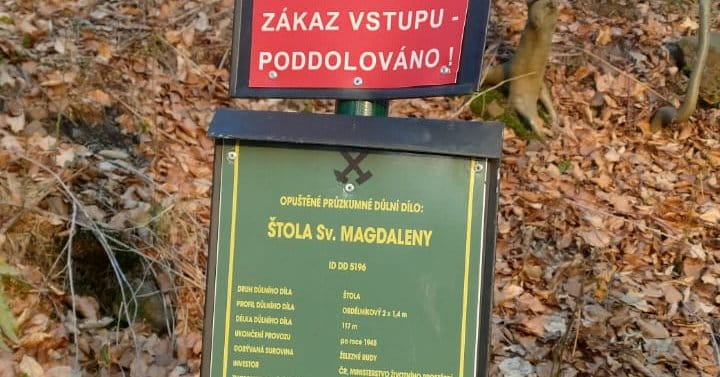 ZÁKAZ VSTUPU -
PODDOLOVÁNO !
OPUŠTĚNÉ PRŮZKUMNÉ DŮLNÍ DÍLO:
ŠTOLA Sv. MAGDALENY
ID DD 5196
DRUH DŮLNÍHO DÍLA ŠTOLA
PROFIL DŮLNÍHO DÍLA OBDÉLNÍKOVÝ 2 x 1,4 m
DÉLKA DŮLNÍHO DÍLA 117 m
UKONČENÍ PROVOZU po roce 1945
DOBÝVANÁ SUROVINA ŽELEZNÉ RUDY
INVESTOR ČR, MINISTERSTVO ŽIVOTNÍHO PROSTŘEDÍ